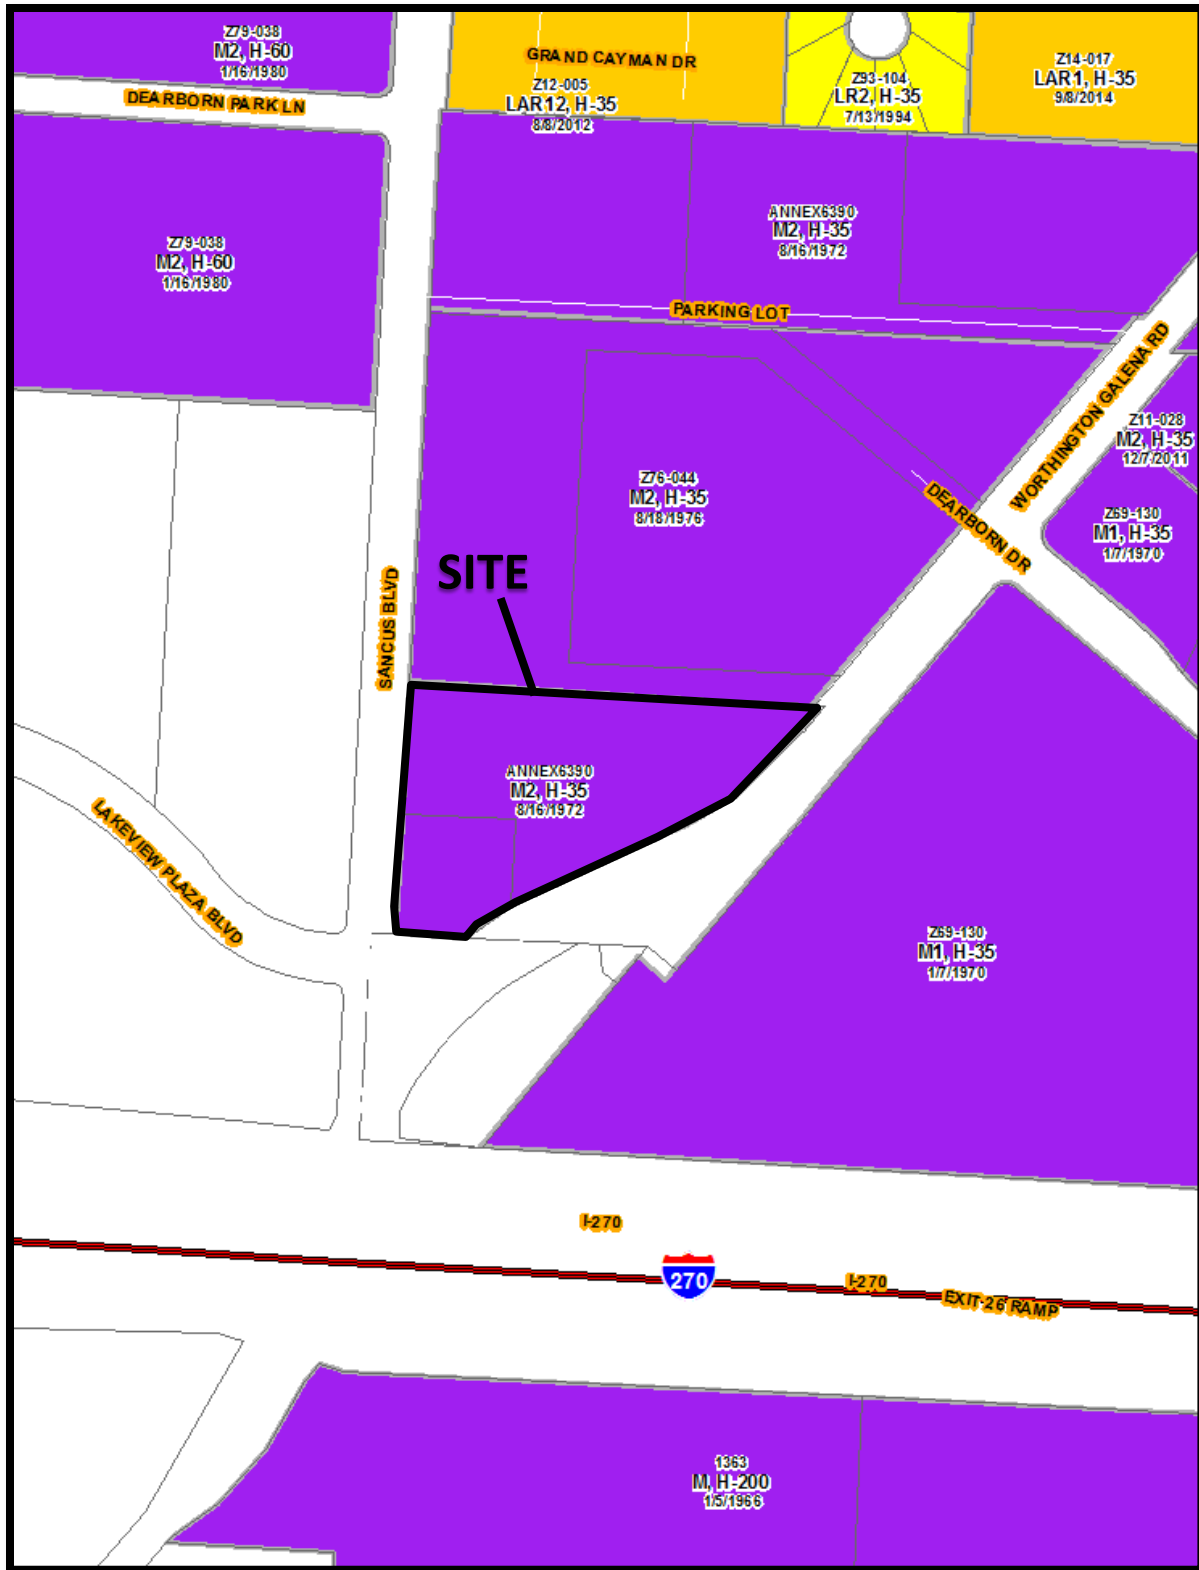 Z79-038
M2, H-60
1/16/1980
DEARBORN PARK LN
GRAND CAYMAN DR
Z12-005
LAR12, H-35
8/8/2012
Z93-104
LR2, H-35
7/13/1994
Z14-017
LAR1, H-35
9/8/2014
ANNEX6390
M2, H-35
8/16/1972
Z79-038
M2, H-60
1/16/1980
PARKING LOT
WORTHINGTON GALENA RD
Z11-028
M2, H-35
12/7/2011
Z76-044
M2, H-35
8/18/1976
DEARBORN DR
Z69-130
M1, H-35
1/7/1970
SITE
SANCUS BLVD
ANNEX6390
M2, H-35
8/16/1972
LAKEVIEW PLAZA BLVD
Z69-130
M1, H-35
1/7/1970
I-270
270
I-270
EXIT-26 RAMP
1363
M, H-200
1/5/1966